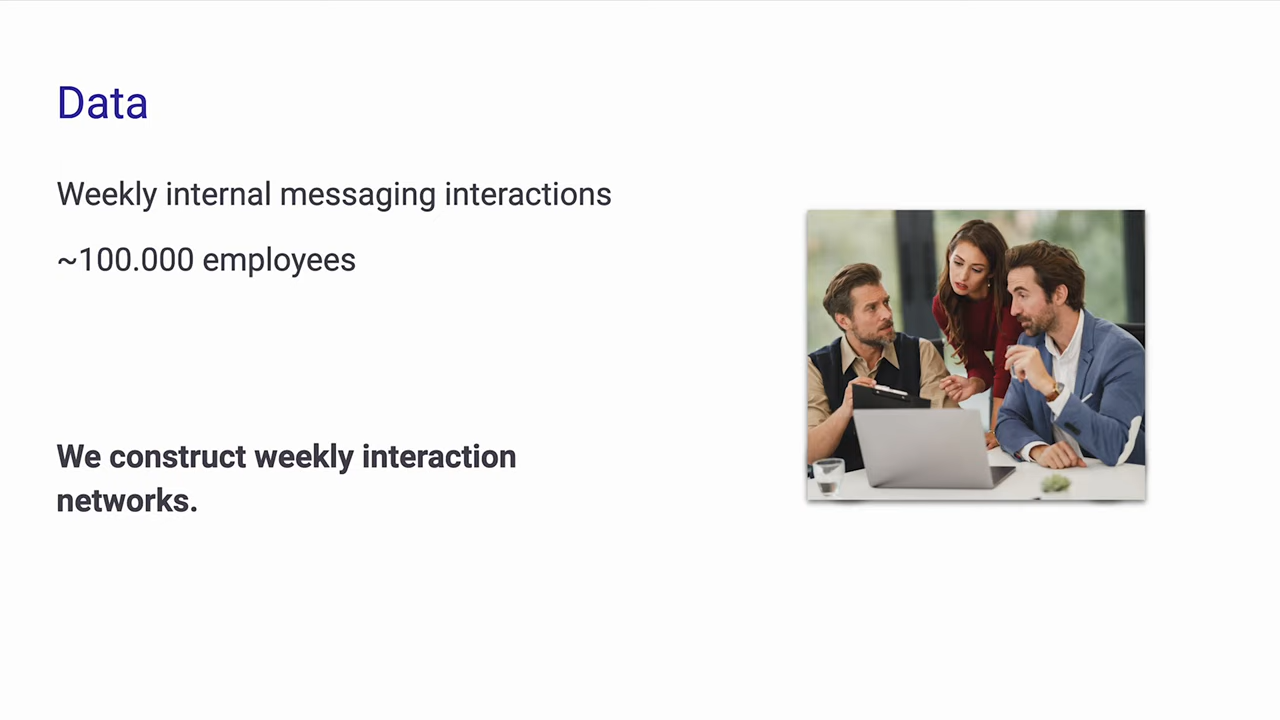 Data
Weekly internal messaging interactions
~100.000 employees
We construct weekly interaction
networks.